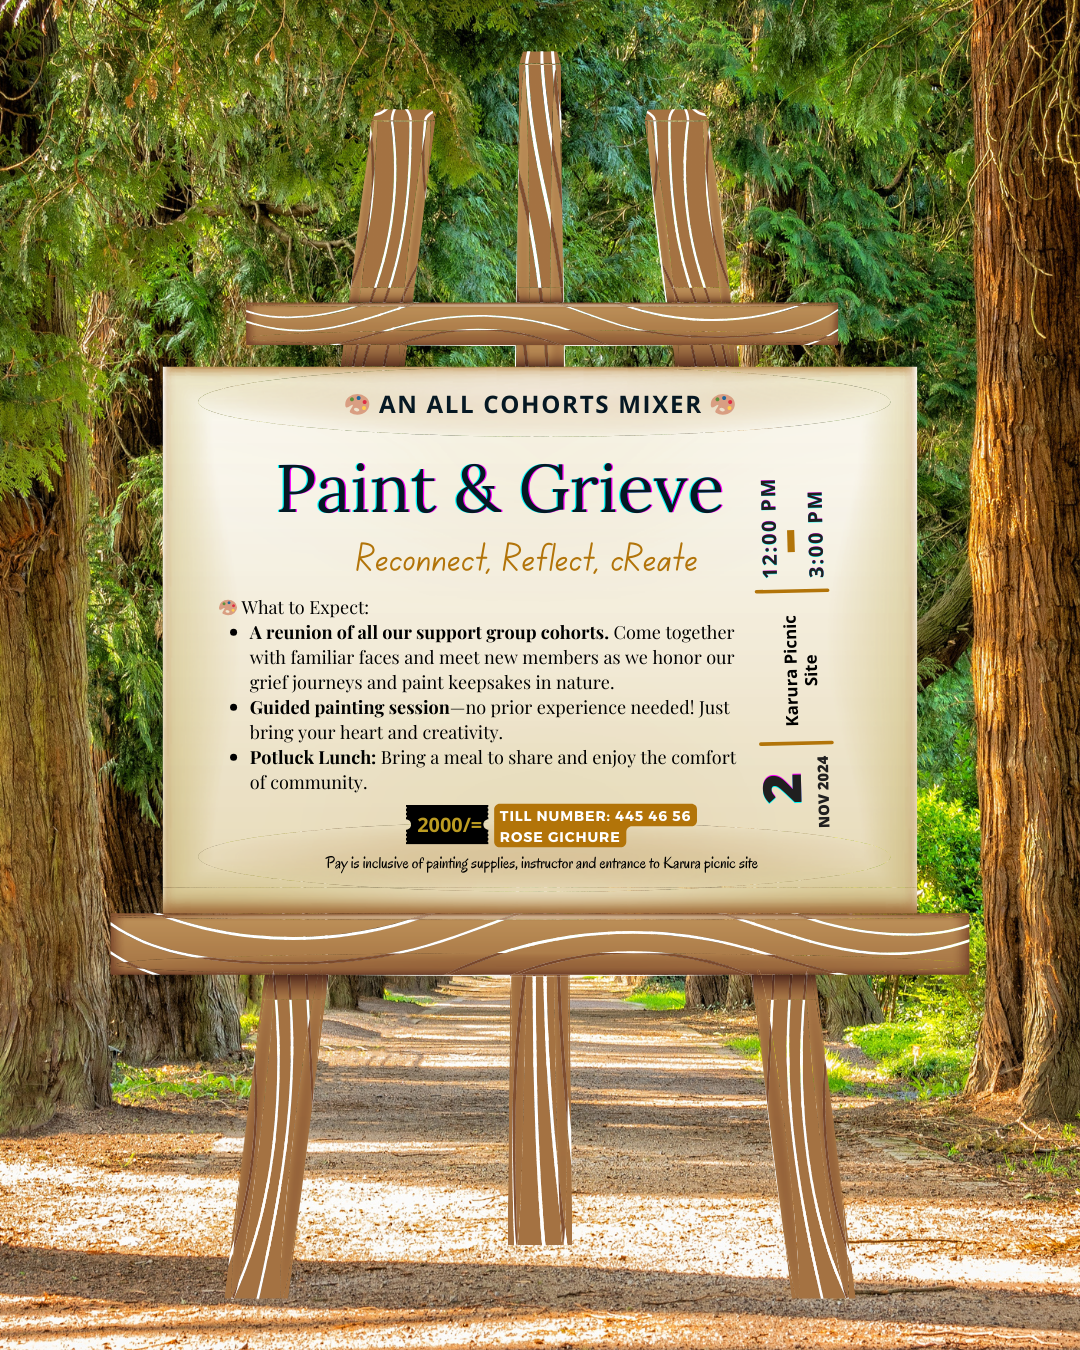 AN ALL COHORTS MIXER
Paint & Grieve
Reconnect, Reflect, cReate
What to Expect:
A reunion of all our support group cohorts. Come together
with familiar faces and meet new members as we honor our
grief journeys and paint keepsakes in nature.
Guided painting session—no prior experience needed! Just
bring your heart and creativity.
Potluck Lunch: Bring a meal to share and enjoy the comfort
of community.
2000/=
TILL NUMBER: 445 46 56
ROSE GICHURE
Pay is inclusive of painting supplies, instructor and entrance to Karura picnic site
2
NOV 2024
Karura Picnic
Site
12:00 PM
-
3:00 PM